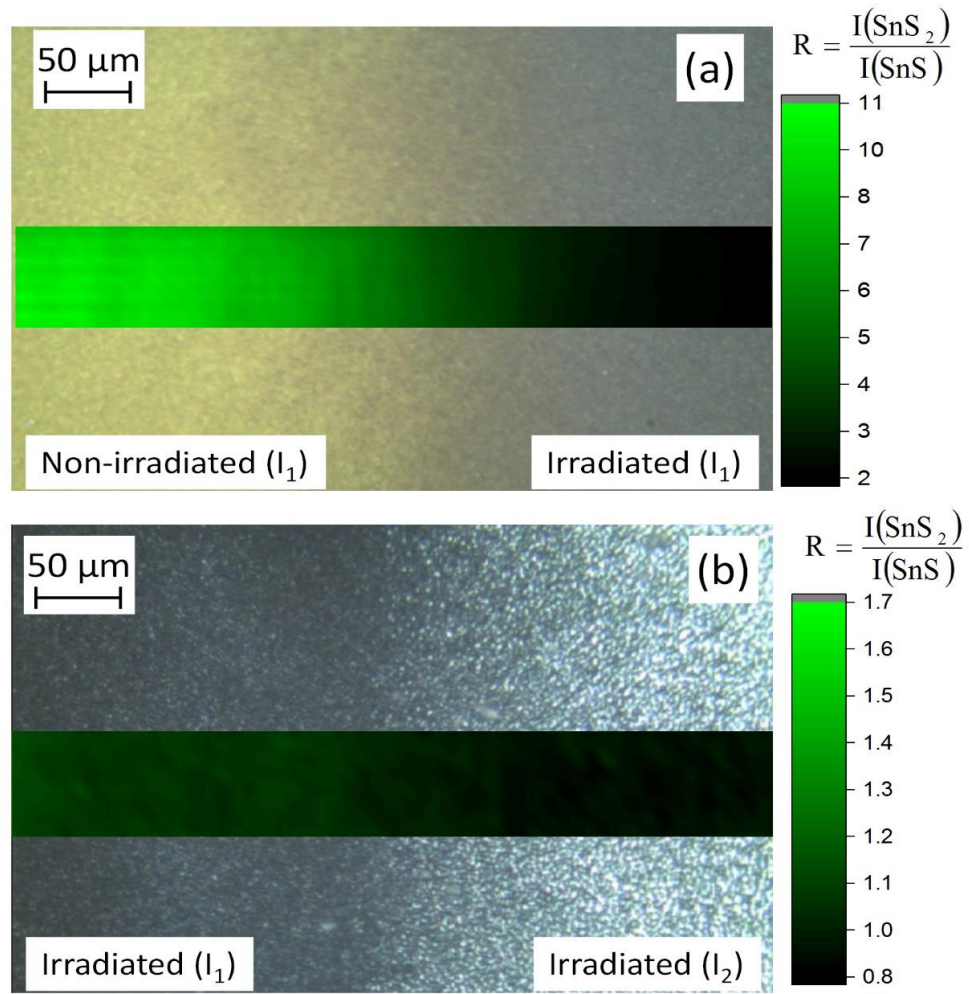 50 µm
(a)
R = I(SnS₂)/I(SnS)
11
10
8
7
6
5
4
3
2
Non-irradiated (I₁)
Irradiated (I₁)
50 µm
(b)
R = I(SnS₂)/I(SnS)
1.7
1.6
1.5
1.4
1.3
1.2
1.1
1.0
0.8
Irradiated (I₁)
Irradiated (I₂)